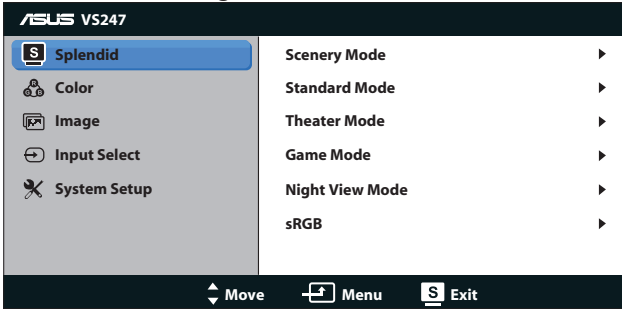 ASUS VS247
S Splendid
Color
Image
Input Select
System Setup
Scenery Mode
Standard Mode
Theater Mode
Game Mode
Night View Mode
sRGB
Move Menu S Exit